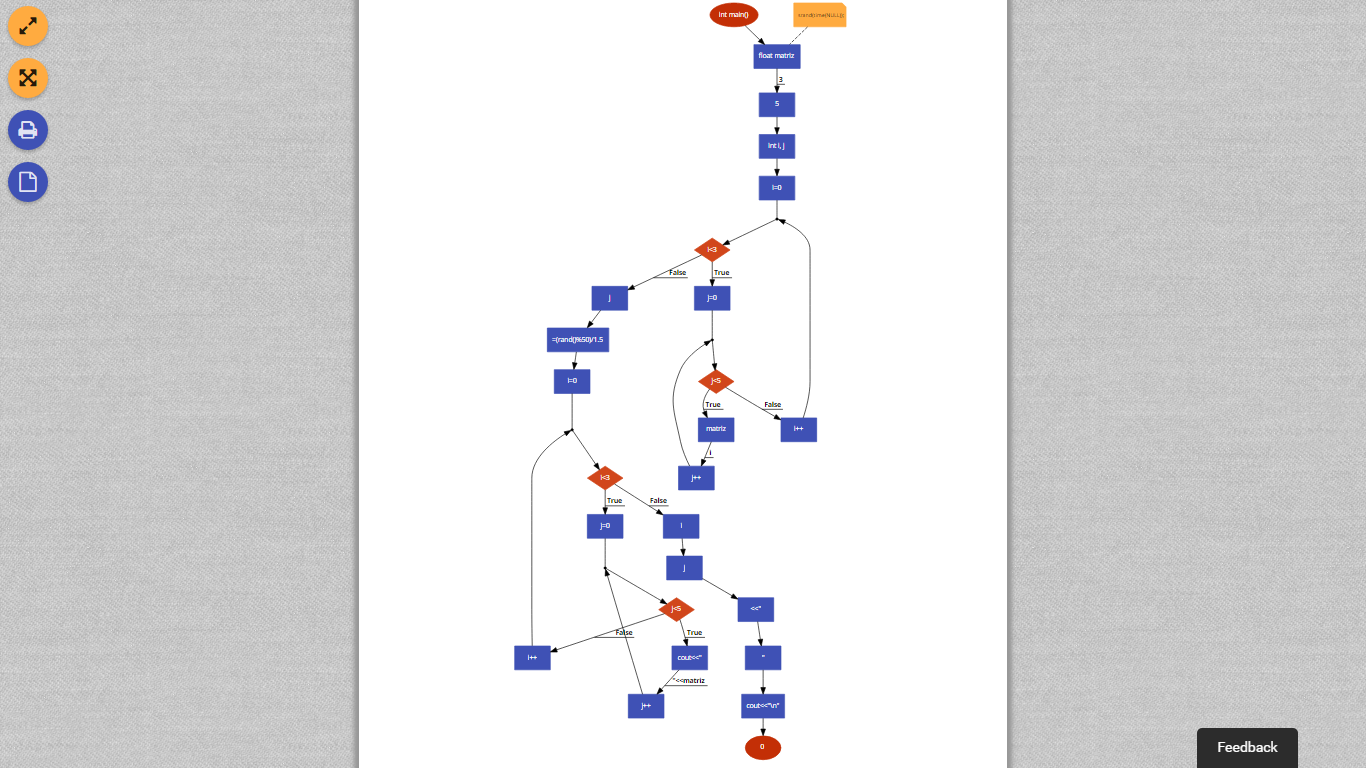 int main()
srand(time(NULL))
float matriz
3
5
int i, j
i=0
i<3
False
True
j
j=0
=(rand()%50)/1.5
i=0
j<5
True
False
matriz
i++
i
j++
i<3
True
False
j=0
i
j
j<5
<<"
False
True
i++
cout<<"
"
"<<matriz
j++
cout<<"\n"
0
Feedback